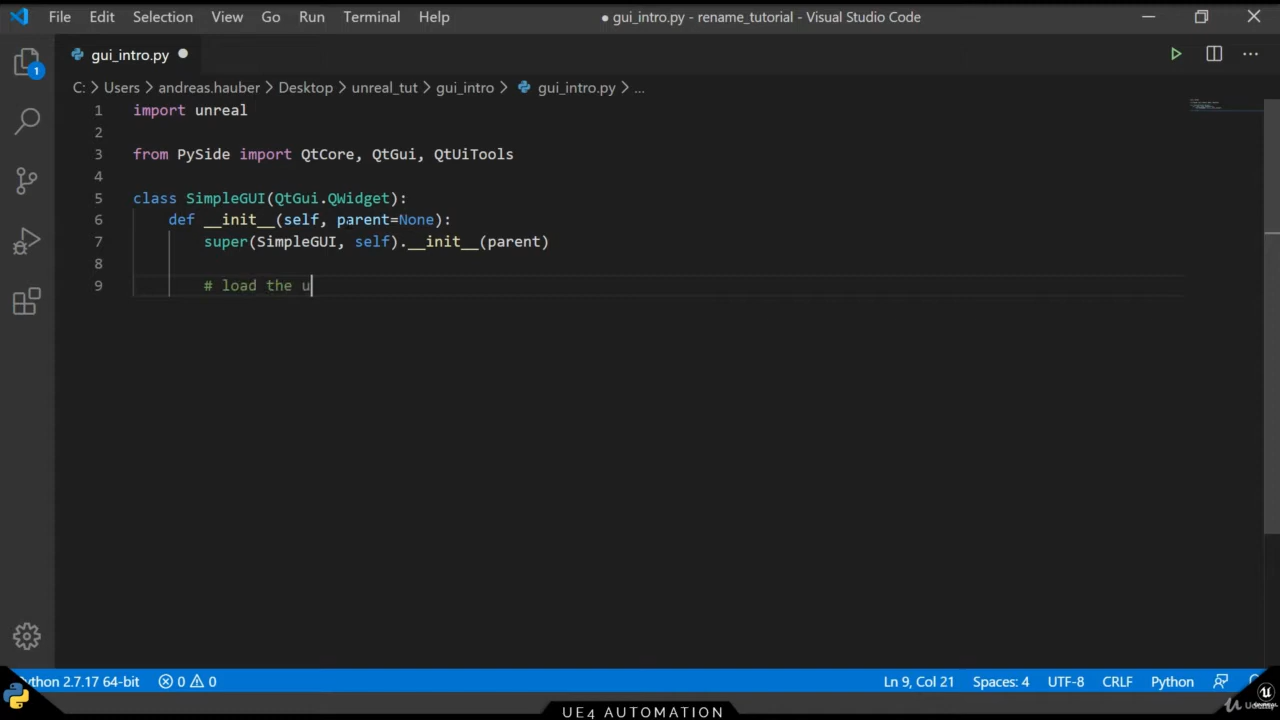 File Edit Selection View Go Run Terminal Help ● gui_intro.py - rename_tutorial - Visual Studio Code
gui_intro.py
1
C: > Users > andreas.hauber > Desktop > unreal_tut > gui_intro > gui_intro.py > ...
1 import unreal
2
3 from PySide import QtCore, QtGui, QtUiTools
4
5 class SimpleGUI(QtGui.QWidget):
6 def __init__(self, parent=None):
7 super(SimpleGUI, self).__init__(parent)
8
9 # load the u
ython 2.7.17 64-bit 0 0 Ln 9, Col 21 Spaces: 4 UTF-8 CRLF Python
UE4 AUTOMATION